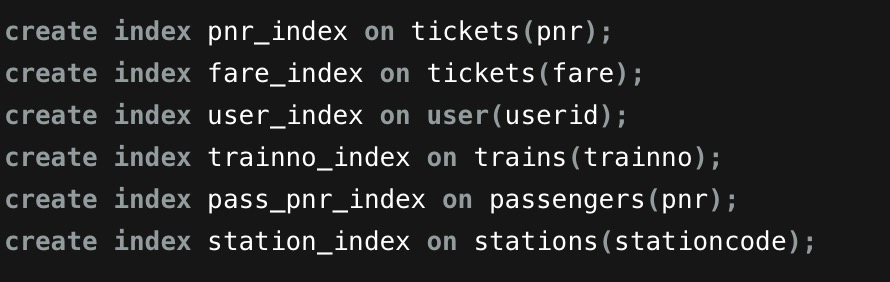 create index pnr_index on tickets(pnr);
create index fare_index on tickets(fare);
create index user_index on user(userid);
create index trainno_index on trains(trainno);
create index pass_pnr_index on passengers(pnr);
create index station_index on stations(stationcode);